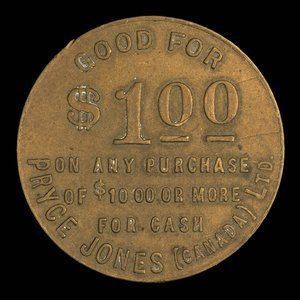 GOOD FOR
$1.00
ON ANY PURCHASE
OF $10.00 OR MORE
FOR CASH
PRYCE JONES (CANADA) LTD.